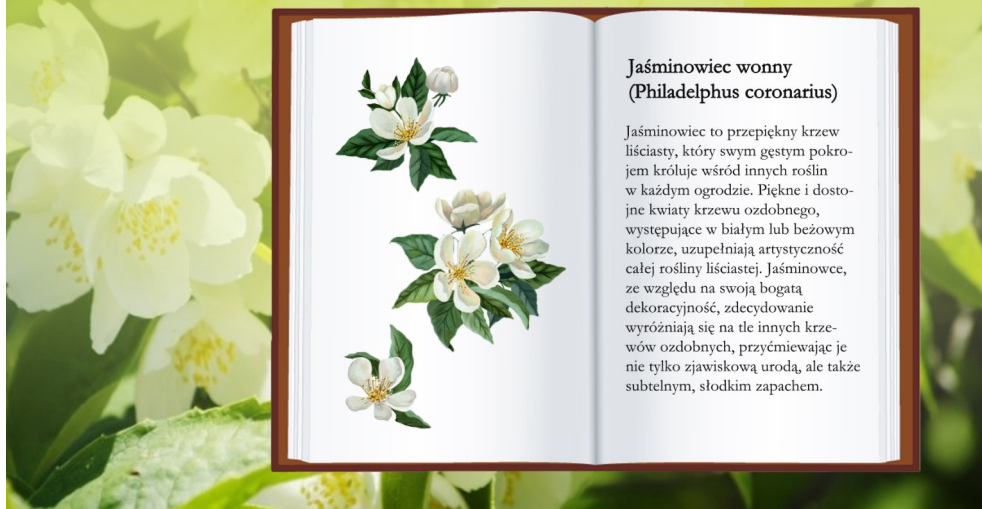 Jaśminowiec wonny
(Philadelphus coronarius)
Jaśminowiec to przepiękny krzew
liściasty, który swym gęstym pokro-
jem króluje wśród innych roślin
w każdym ogrodzie. Piękne i dosto-
jne kwiaty krzewu ozdobnego,
występujące w białym lub beżowym
kolorze, uzupełniają artystyczność
całej rośliny liściastej. Jaśminowce,
ze względu na swoją bogatą
dekoracyjność, zdecydowanie
wyróżniają się na tle innych krze-
wów ozdobnych, przyćmiewając je
nie tylko zjawiskową urodą, ale także
subtelnym, słodkim zapachem.